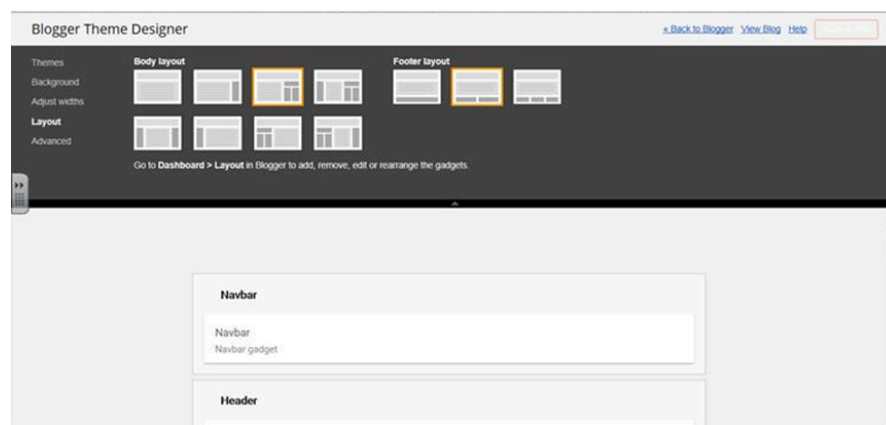 Blogger Theme Designer
« Back to Blogger View Blog Help
Themes
Background
Adjust widths
Layout
Advanced
Body layout
Footer layout
Go to Dashboard > Layout in Blogger to add, remove, edit or rearrange the gadgets.
Navbar
Navbar
Navbar gadget
Header